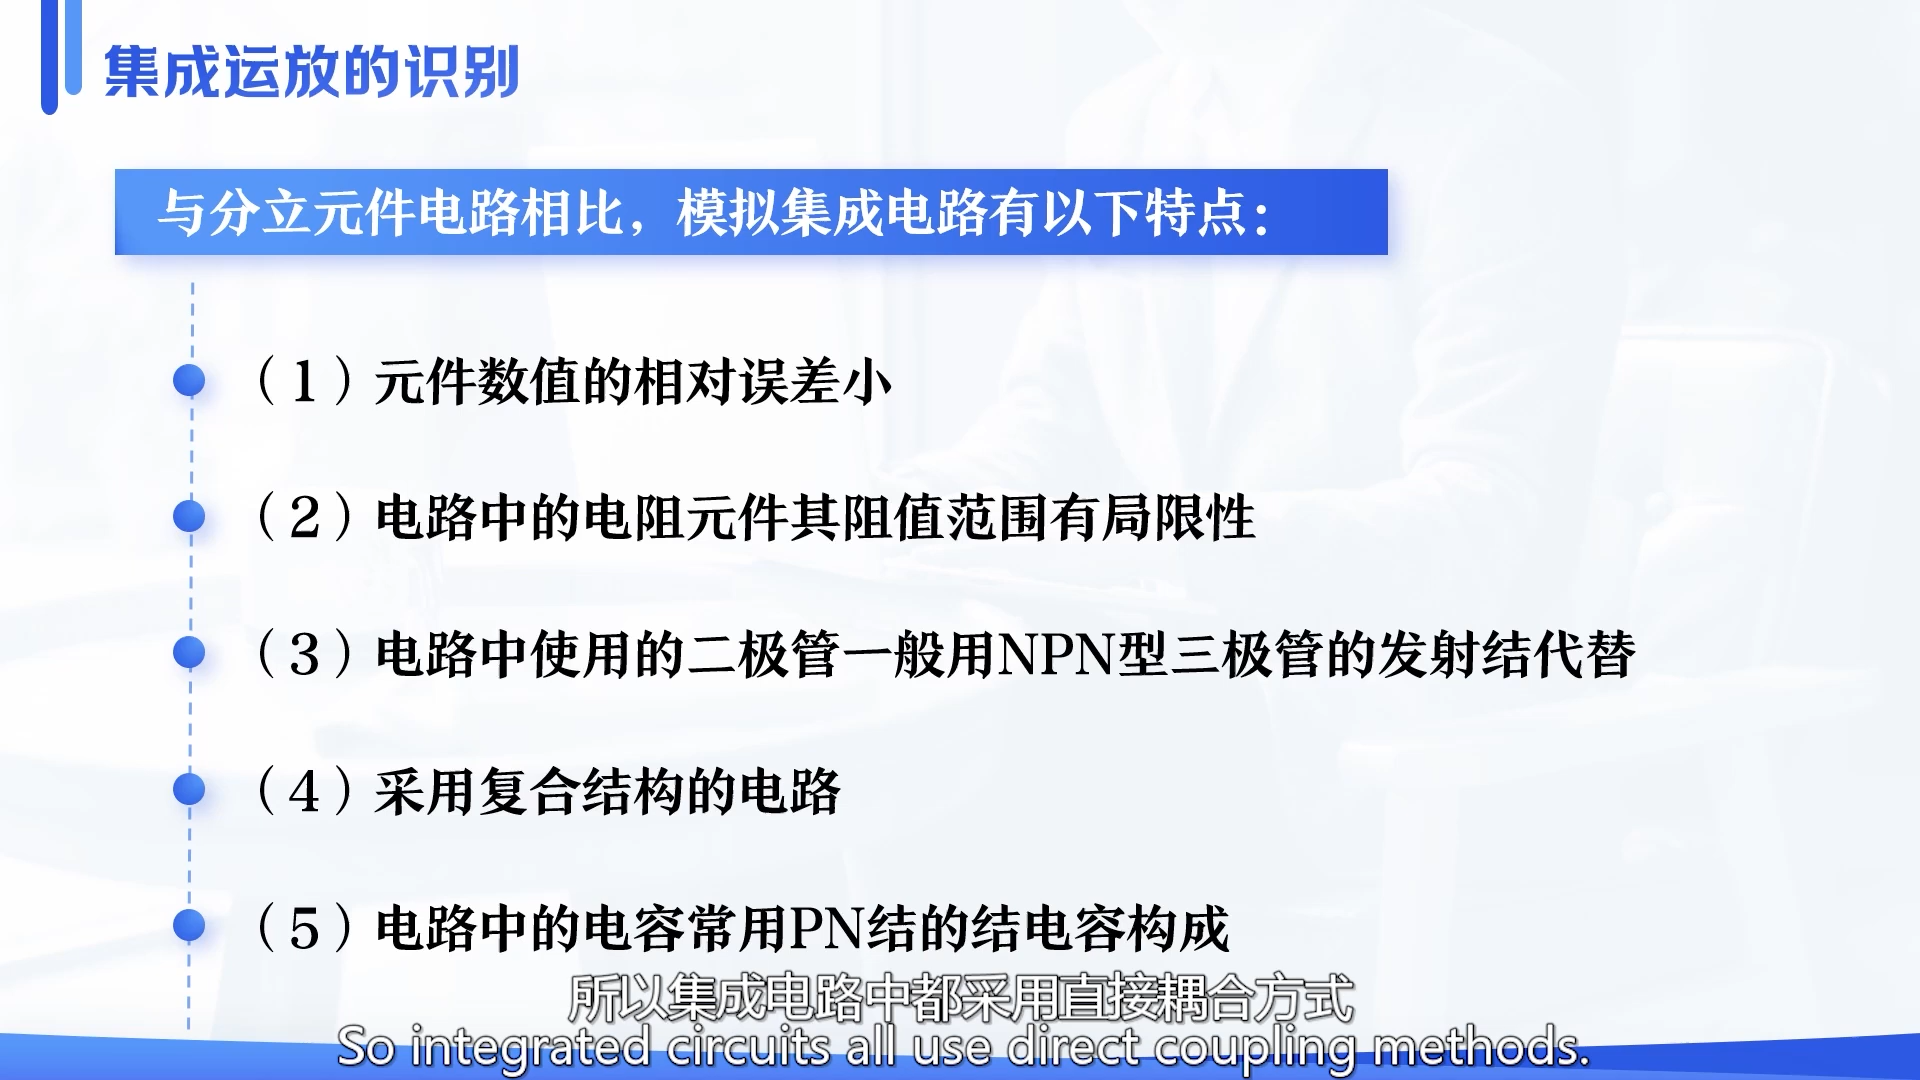 集成运放的识别
与分立元件电路相比，模拟集成电路有以下特点：
（1）元件数值的相对误差小
（2）电路中的电阻元件其阻值范围有局限性
（3）电路中使用的二极管一般用NPN型三极管的发射结代替
（4）采用复合结构的电路
（5）电路中的电容常用PN结的结电容构成
所以集成电路中都采用直接耦合方式
So integrated circuits all use direct coupling methods.